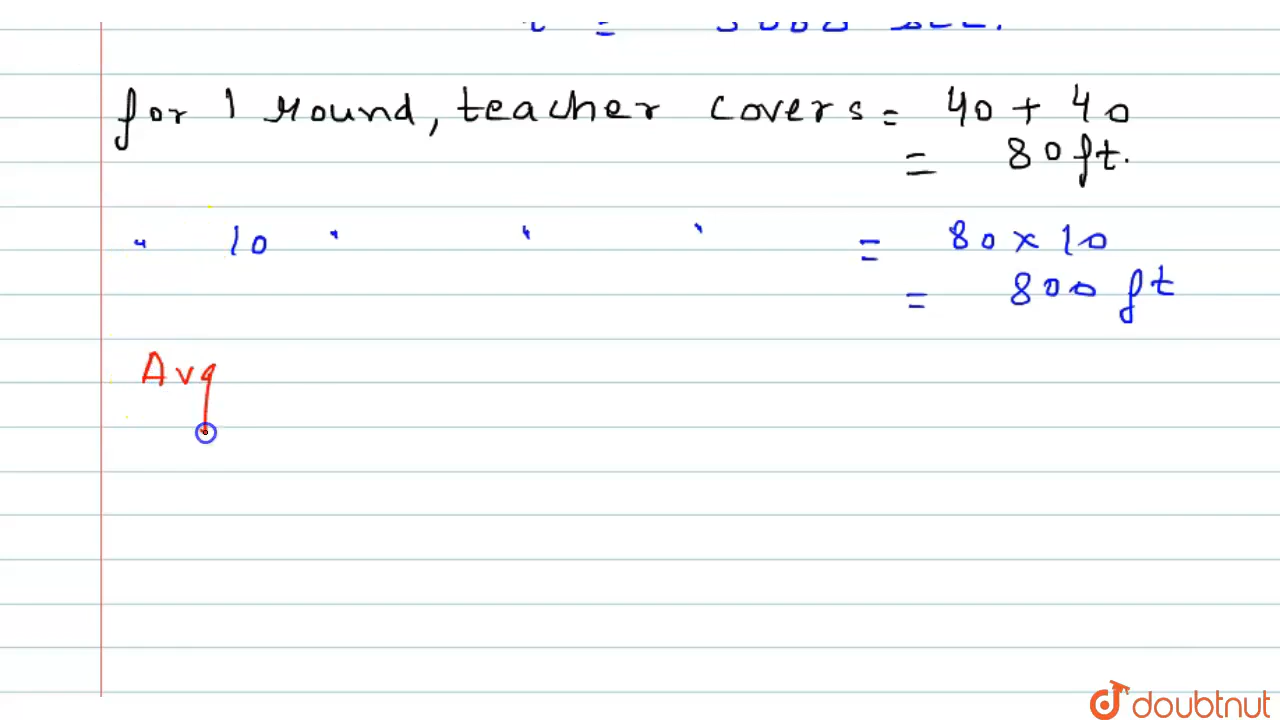 for 1 round, teacher covers = 40 + 40
= 80 ft.
" 10 " " " = 80 × 10
= 800 ft
Avg
doubtnut